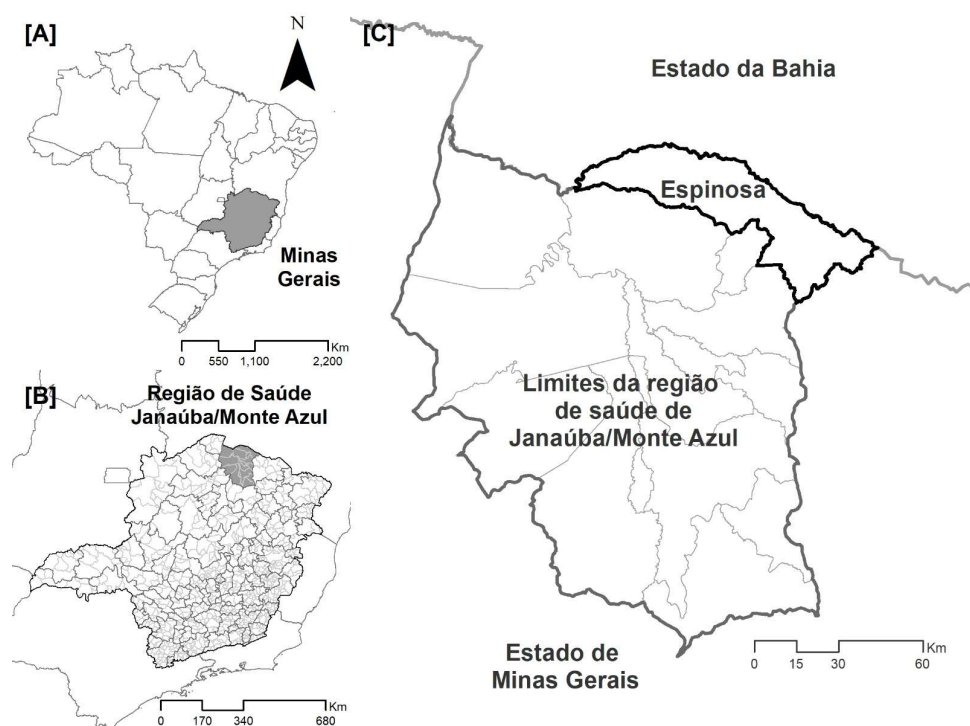 [A]
N
Minas
Gerais
Km
0 550 1,100 2,200
[B]
Região de Saúde
Janaúba/Monte Azul
Km
0 170 340 680
[C]
Estado da Bahia
Espinosa
Limites da região
de saúde de
Janaúba/Monte Azul
Estado de
Minas Gerais
Km
0 15 30 60